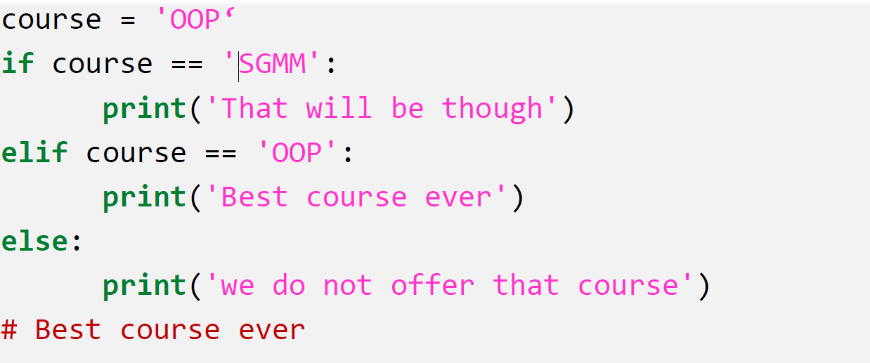 course = 'OOP‘
if course == 'SGMM':
      print('That will be though')
elif course == 'OOP':
      print('Best course ever')
else:
      print('we do not offer that course')
# Best course ever